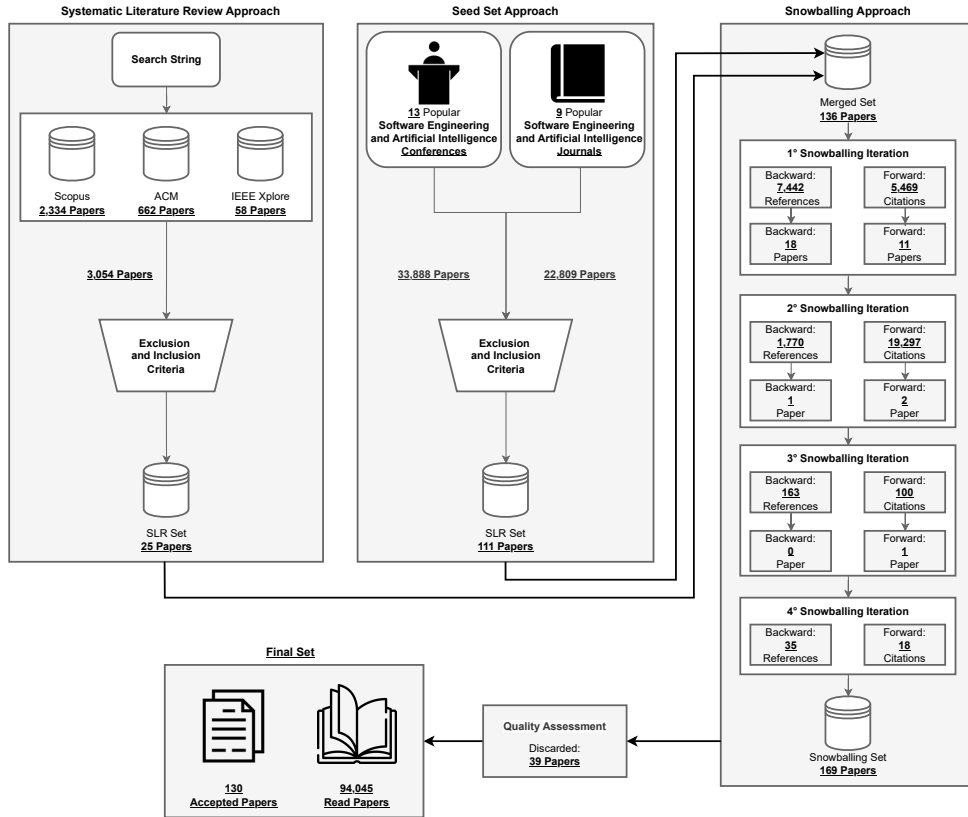 Systematic Literature Review Approach
Search String
Scopus
2,334 Papers
ACM
662 Papers
IEEE Xplore
58 Papers
3,054 Papers
Exclusion
and Inclusion
Criteria
SLR Set
25 Papers
Seed Set Approach
13 Popular
Software Engineering
and Artificial Intelligence
Conferences
9 Popular
Software Engineering
and Artificial Intelligence
Journals
33,888 Papers
22,809 Papers
Exclusion
and Inclusion
Criteria
SLR Set
111 Papers
Snowballing Approach
Merged Set
136 Papers
1° Snowballing Iteration
Backward:
7,442
References
Forward:
5,469
Citations
Backward:
18
Papers
Forward:
11
Papers
2° Snowballing Iteration
Backward:
1,770
References
Forward:
19,297
Citations
Backward:
1
Paper
Forward:
2
Paper
3° Snowballing Iteration
Backward:
163
References
Forward:
100
Citations
Backward:
0
Paper
Forward:
1
Paper
4° Snowballing Iteration
Backward:
35
References
Forward:
18
Citations
Snowballing Set
169 Papers
Quality Assessment
Discarded:
39 Papers
Final Set
130
Accepted Papers
94,045
Read Papers